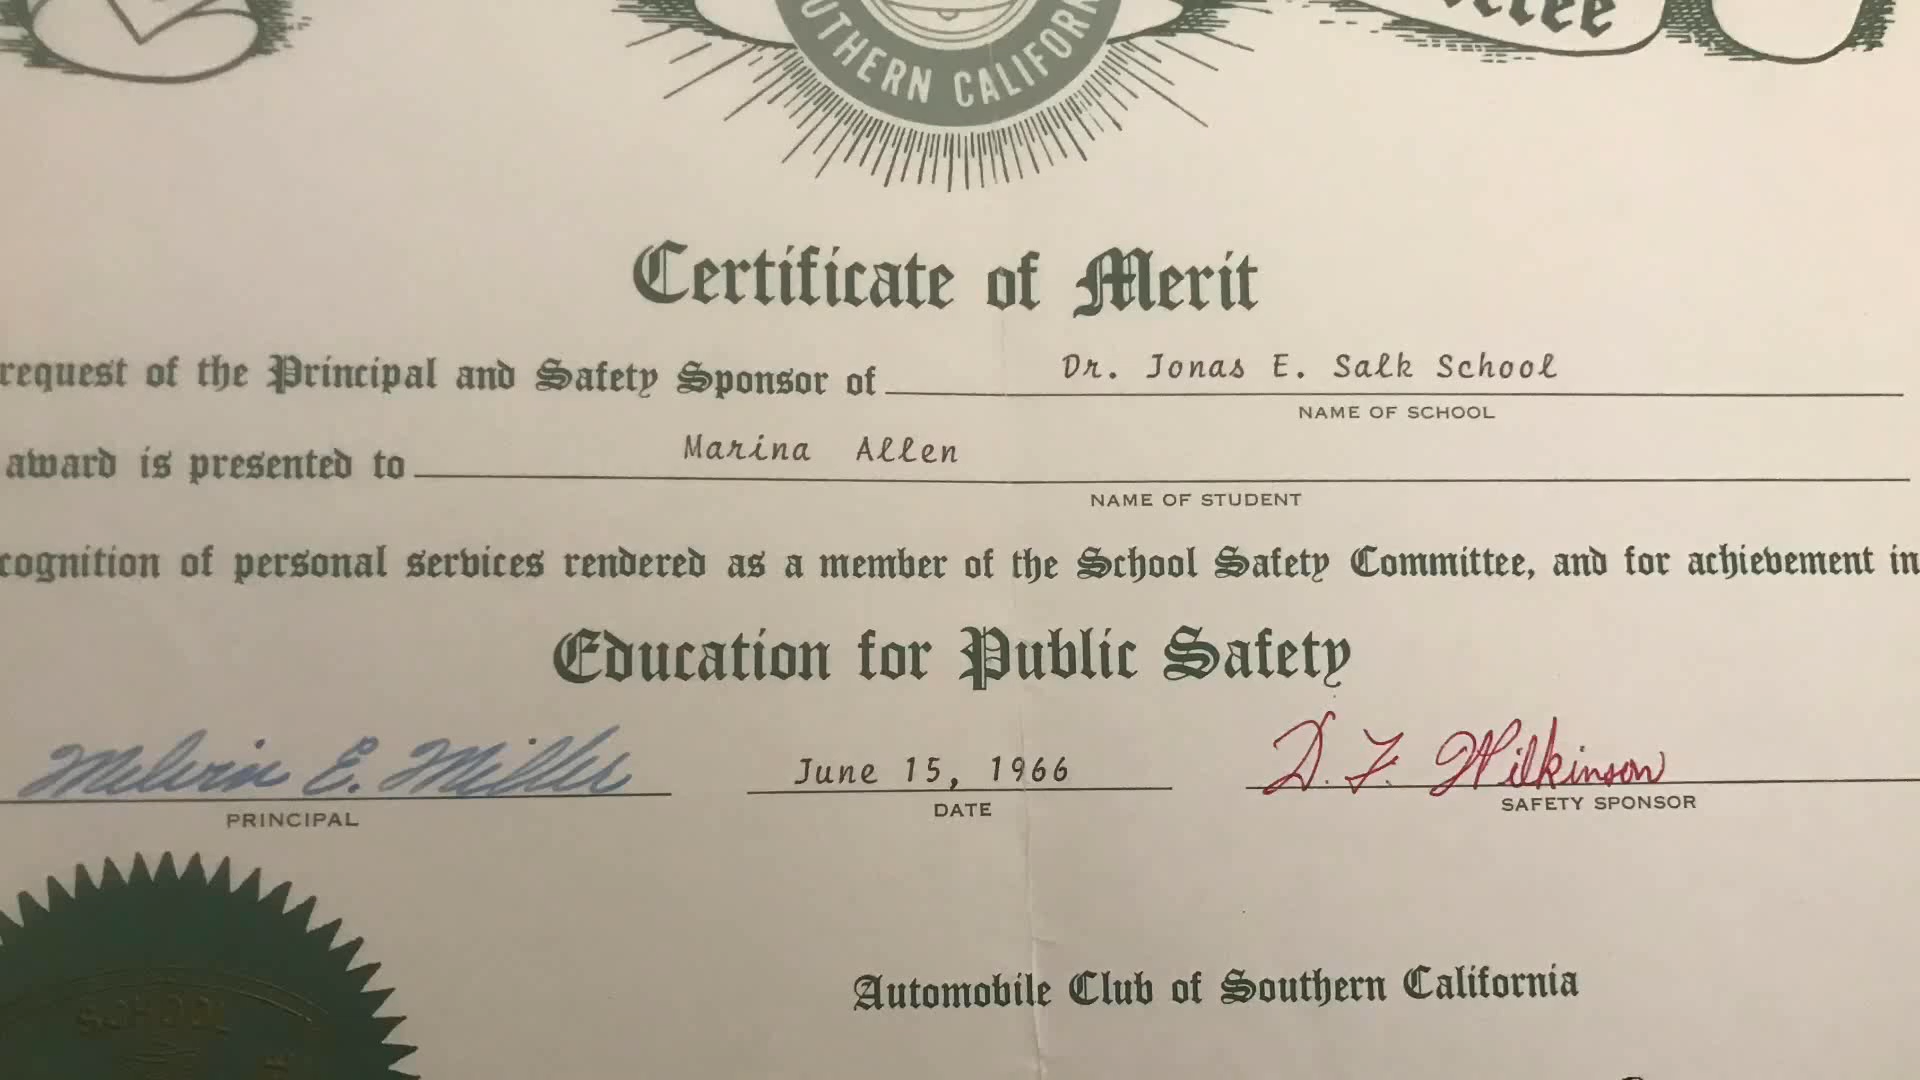 ttee
UTHERN CALIFORN
Certificate of Merit
request of the Principal and Safety Sponsor of Dr. Jonas E. Salk School
NAME OF SCHOOL
award is presented to Marina Allen
NAME OF STUDENT
cognition of personal services rendered as a member of the School Safety Committee, and for achievement in
Education for Public Safety
Melvin E. Miller June 15, 1966 D. F. Wilkinson
PRINCIPAL DATE SAFETY SPONSOR
Automobile Club of Southern California
SCHOOL